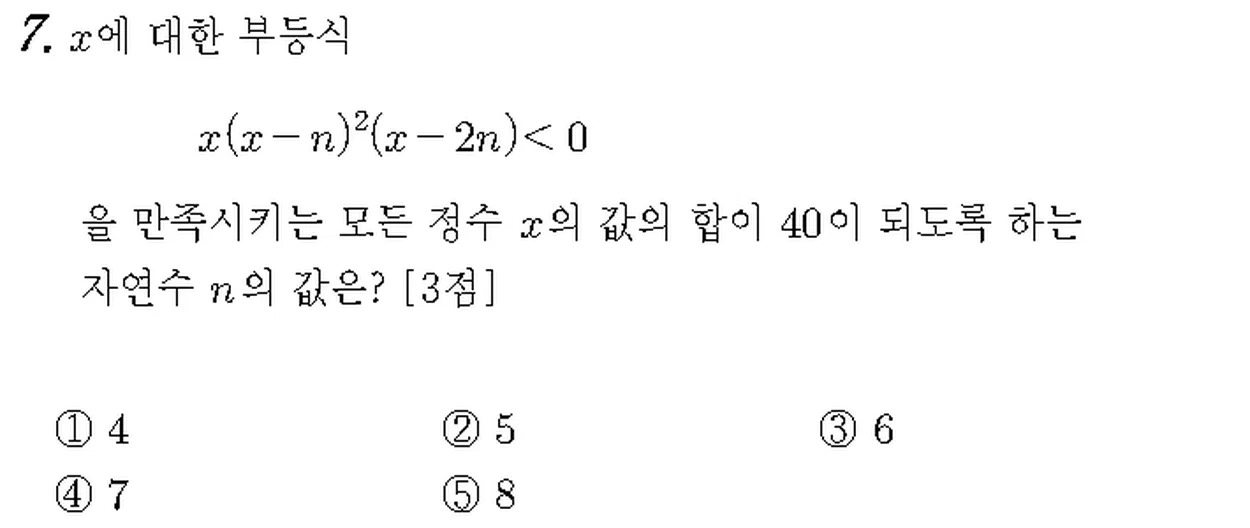 7. x에 대한 부등식
x(x－n)²(x－2n)< 0
을 만족시키는 모든 정수 x의 값의 합이 40이 되도록 하는
자연수 n의 값은? [3점]
① 4 ② 5 ③ 6
④ 7 ⑤ 8